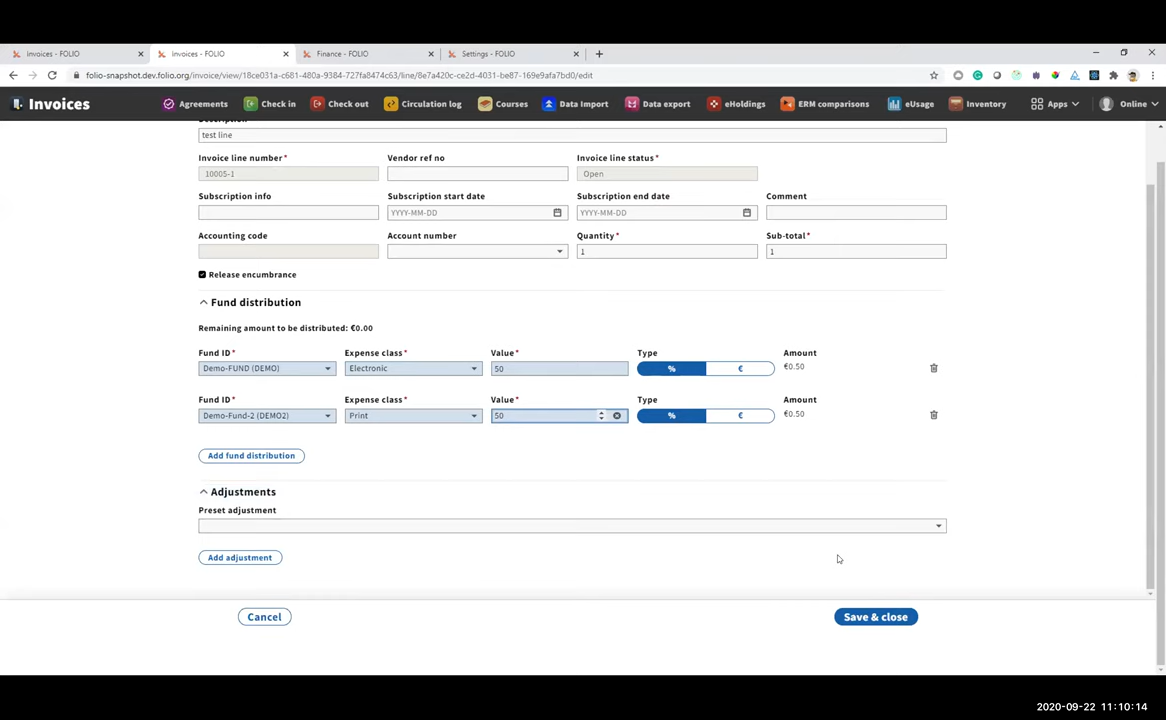 Invoices - FOLIO
Invoices - FOLIO
Finance - FOLIO
Settings - FOLIO
folio-snapshot.dev.folio.org/invoice/view/18ce031a-c681-480a-9384-727fa8474c63/line/8e7a420c-ce2d-4031-be87-169e9afa7bd0/edit
Invoices
Agreements
Check in
Check out
Circulation log
Courses
Data Import
Data export
eHoldings
ERM comparisons
eUsage
Inventory
Apps
Online
Description
test line
Invoice line number*
Vendor ref no
Invoice line status*
10005-1
Open
Subscription info
Subscription start date
Subscription end date
Comment
YYYY-MM-DD
YYYY-MM-DD
Accounting code
Account number
Quantity*
Sub-total*
1
1
Release encumbrance
Fund distribution
Remaining amount to be distributed: €0.00
Fund ID*
Expense class*
Value*
Type
Amount
Demo-FUND (DEMO)
Electronic
50
%
€
€0.50
Fund ID*
Expense class*
Value*
Type
Amount
Demo-Fund-2 (DEMO2)
Print
50
%
€
€0.50
Add fund distribution
Adjustments
Preset adjustment
Add adjustment
Cancel
Save & close
2020-09-22 11:10:14